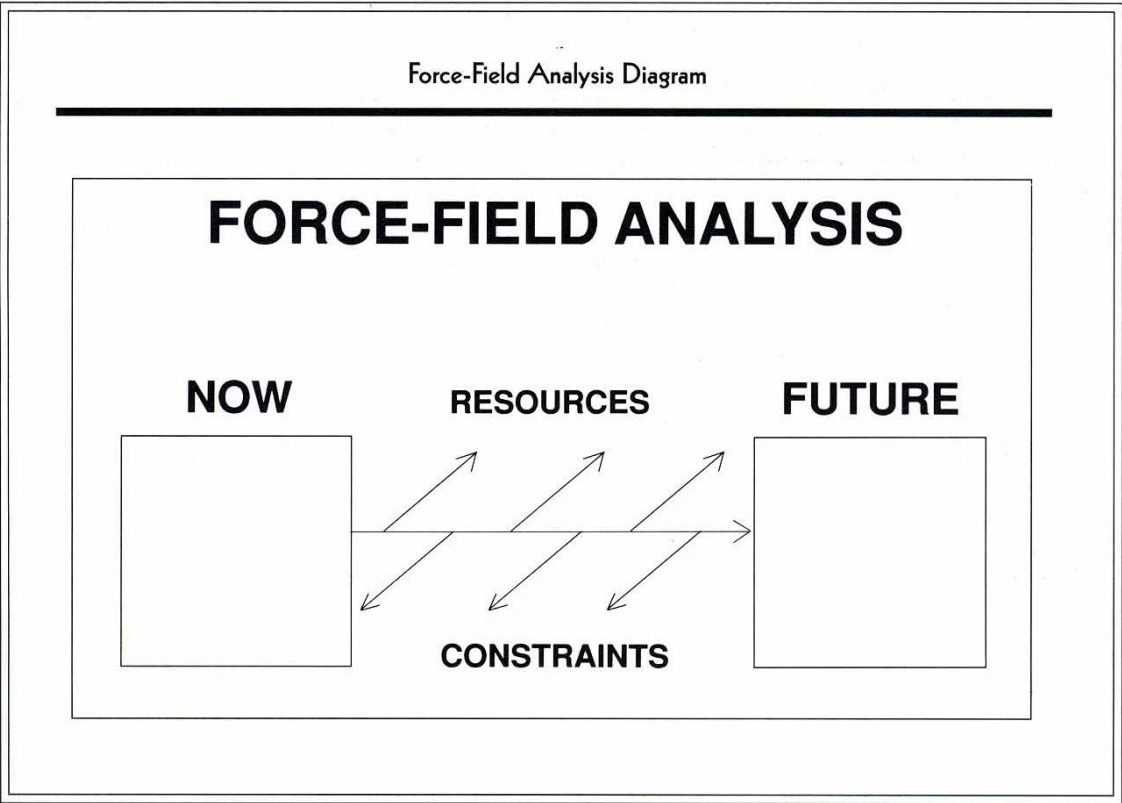 Force-Field Analysis Diagram
FORCE-FIELD ANALYSIS
NOW
RESOURCES
FUTURE
CONSTRAINTS